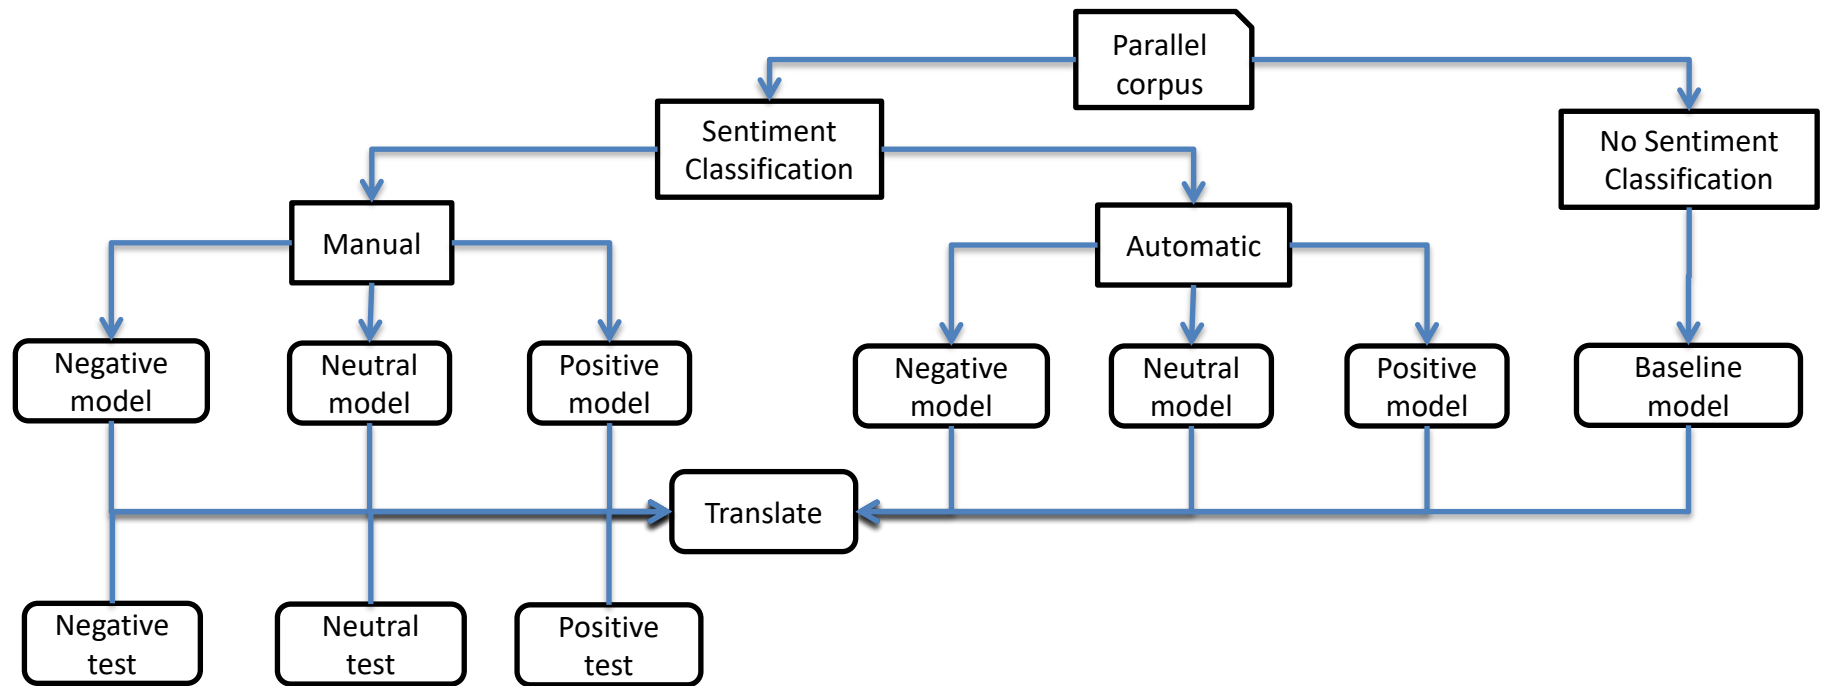 Parallel
corpus
Sentiment
Classification
No Sentiment
Classification
Manual
Automatic
Negative
model
Neutral
model
Positive
model
Negative
model
Neutral
model
Positive
model
Baseline
model
Translate
Negative
test
Neutral
test
Positive
test